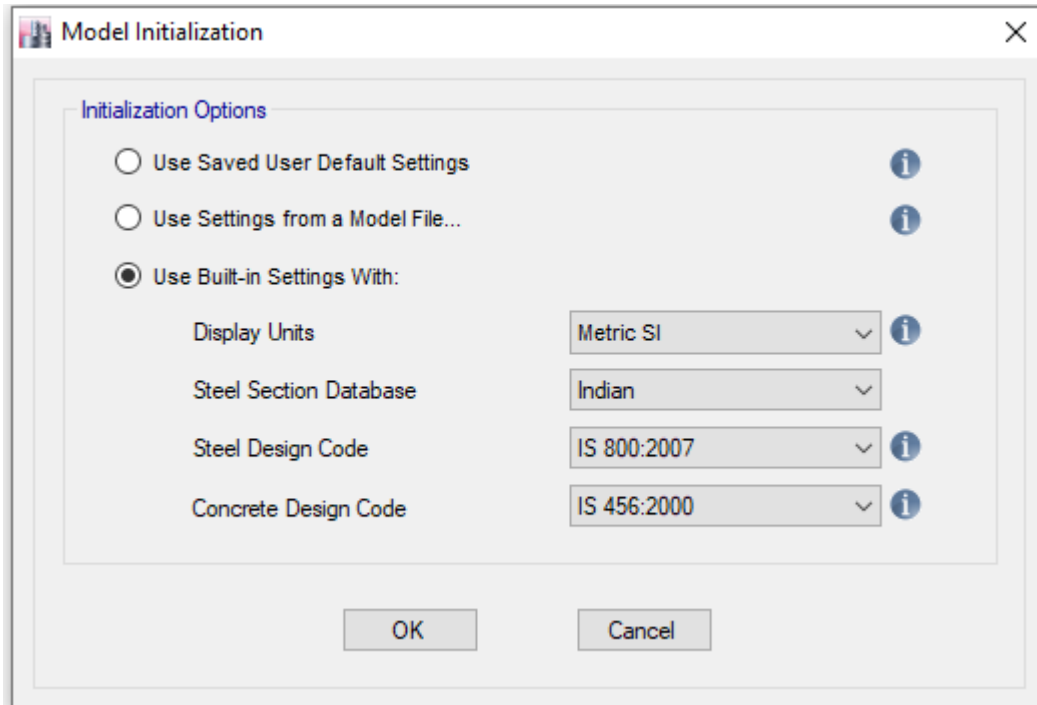 Model Initialization
Initialization Options
Use Saved User Default Settings
Use Settings from a Model File...
Use Built-in Settings With:
Display Units Metric SI
Steel Section Database Indian
Steel Design Code IS 800:2007
Concrete Design Code IS 456:2000
OK Cancel